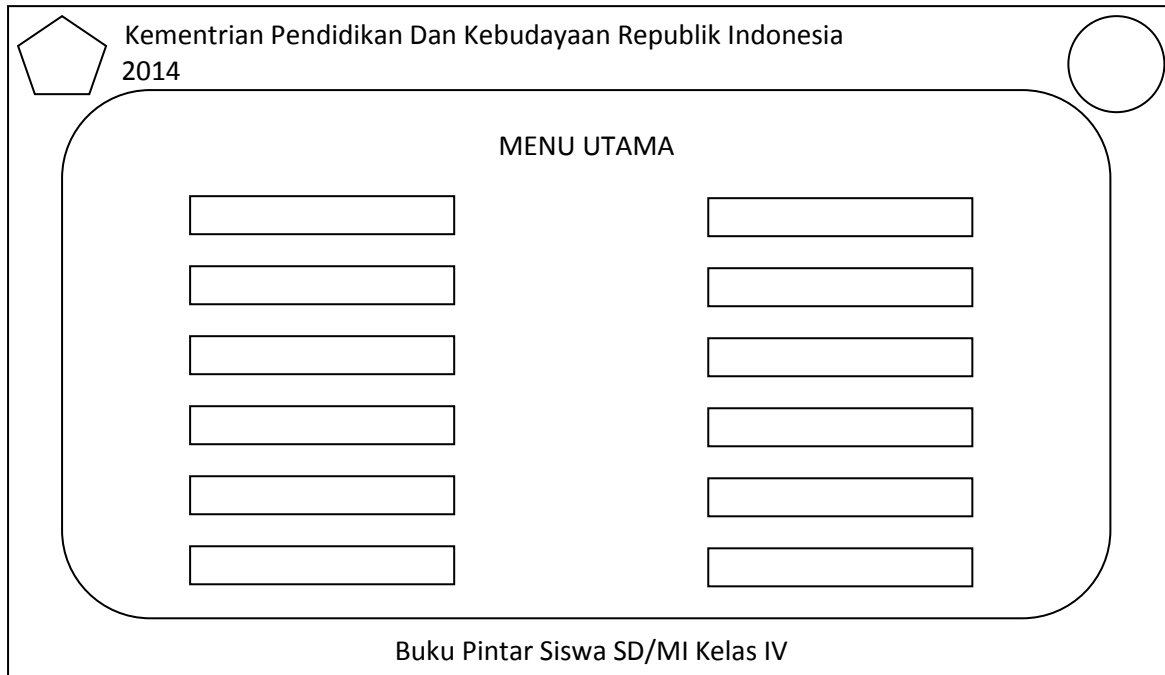 Kementrian Pendidikan Dan Kebudayaan Republik Indonesia
2014
MENU UTAMA
Buku Pintar Siswa SD/MI Kelas IV